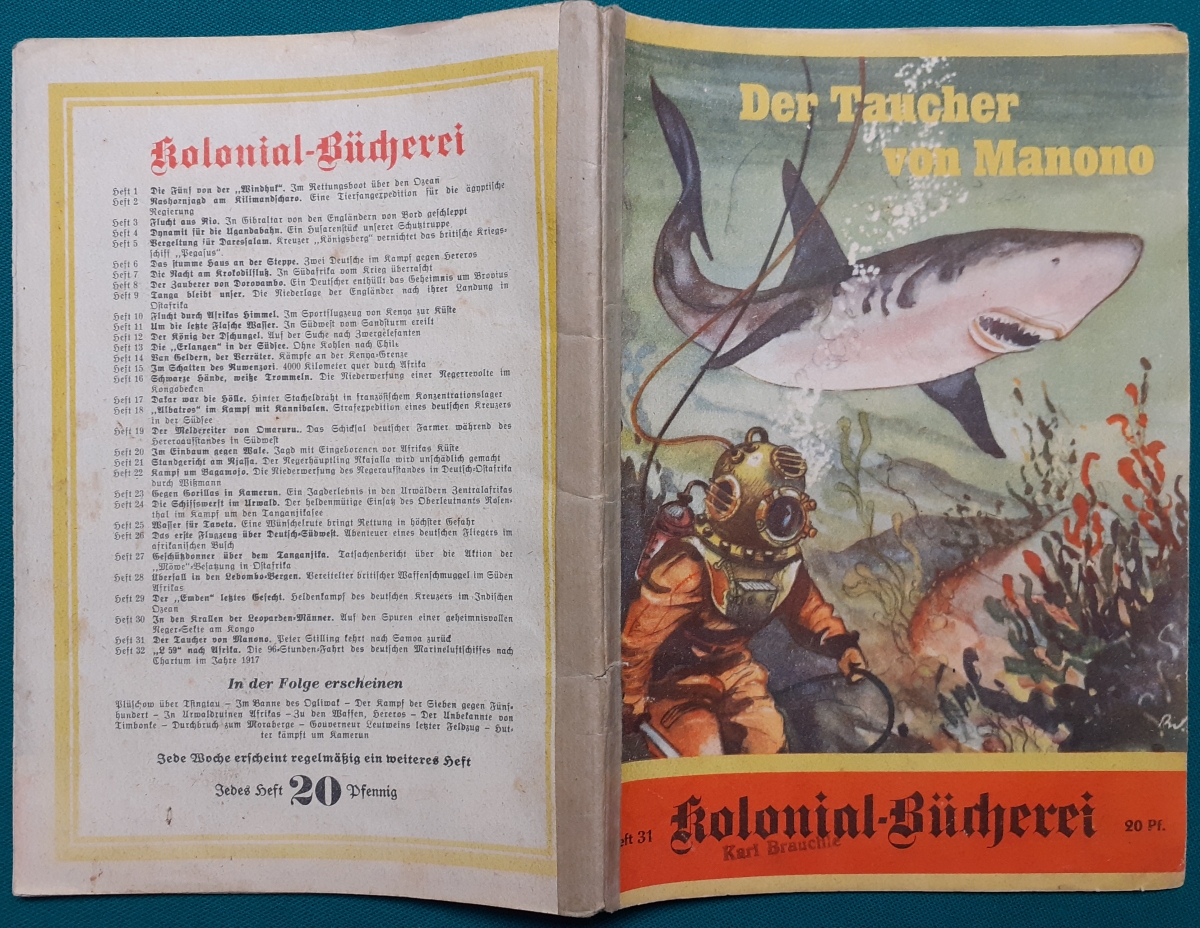 Kolonial-Bücherei
Heft 1 Die Fünf von der „Windhuk“. Im Rettungsboot über den Ozean
Heft 2 Nashornjagd am Kilimandscharo. Eine Tierfangexpedition für die ägyptische
Regierung
Heft 3 Flucht aus Rio. In Gibraltar von den Engländern von Bord geschleppt
Heft 4 Dynamit für die Ugandabahn. Ein Husarenstück unserer Schutztruppe
Heft 5 Vergeltung für Daressalam. Kreuzer „Königsberg“ vernichtet das britische Kriegs-
schiff „Pegasus“.
Heft 6 Das stumme Haus an der Steppe. Zwei Deutsche im Kampf gegen Hereros
Heft 7 Die Nacht am Krokodilfluß. In Südafrika vom Krieg überrascht
Heft 8 Der Zauberer von Dorovambo. Ein Deutscher enthüllt das Geheimnis um
Heft 9 Tanga bleibt unser. Die Niederlage der Engländer nach ihrer Landung in
Ostafrika
Heft 10 Flucht durch Afrikas Himmel. Im Sportflugzeug von Kenya zur Küste
Heft 11 Um die letzte Flasche Wasser. In Südwest vom Sandsturm ereilt
Heft 12 Der König der Dschungel. Auf der Suche nach Zwergelefanten
Heft 13 Die „Erlangen“ in der Südsee. Ohne Kohlen nach Chile
Heft 14 Van Geldern, der Verräter. Kämpfe an der Kenya-Grenze
Heft 15 Im Schatten des Ruwenzori. 4000 Kilometer quer durch Afrika
Heft 16 Schwarze Hände, weiße Trommeln. Die Niederwerfung einer Negerrevolte im
Kongobecken
Heft 17 Dakar war die Hölle. Hinter Stacheldraht in französischem Konzentrationslager
Heft 18 „Albatros“ im Kampf mit Kannibalen. Strafexpedition eines deutschen Kreuzers
in der Südsee
Heft 19 Der Meldereiter von Omaruru. Das Schicksal deutscher Farmer während des
Hereroaufstandes in Südwest
Heft 20 Im Einbaum gegen Wale. Jagd mit Eingeborenen vor Afrikas Küste
Heft 21 Standgericht am Njassa. Der Negerhäuptling Mkajalla wird unschädlich gemacht
Heft 22 Kampf um Bagamojo. Die Niederwerfung des Negeraufstandes in Deutsch-Ostafrika
durch Wißmann
Heft 23 Gegen Gorillas in Kamerun. Ein Jagderlebnis in den Urwäldern Zentralafrikas
Heft 24 Die Schiffswerft im Urwald. Der heldenmütige Einsatz des Oberleutnants Rosen-
thal im Kampf um den Tanganjikasee
Heft 25 Wasser für Taveta. Eine Wünschelrute bringt Rettung in höchster Gefahr
Heft 26 Das erste Flugzeug über Deutsch-Südwest. Abenteuer eines deutschen Fliegers im
afrikanischen Busch
Heft 27 Geschützdonner über dem Tanganjika. Tatsachenbericht über die Aktion der
„Möwe“-Besatzung in Ostafrika
Heft 28 Überfall in den Lebombo-Bergen. Vereitelter britischer Waffenschmuggel im Süden
Afrikas
Heft 29 Der „Emden“ letztes Gefecht. Heldenkampf des deutschen Kreuzers im Indischen
Ozean
Heft 30 In den Krallen der Leoparden-Männer. Auf den Spuren einer geheimnisvollen
Neger-Sekte am Kongo
Heft 31 Der Taucher von Manono. Peter Stilling kehrt nach Samoa zurück
Heft 32 „L 59“ nach Afrika. Die 96-Stunden-Fahrt des deutschen Marineluftschiffes nach
Chartum im Jahre 1917
In der Folge erscheinen
Plüschow über Tsingtau – Im Banne des Ogliwak – Der Kampf der Sieben gegen Fünf-
hundert – In Urwaldruinen Afrikas – Zu den Waffen, Hereros – Der Unbekannte von
Timbonke – Durchbruch zum Moraberge – Gouverneur Leutweins letzter Feldzug – Hut-
ter kämpft um Kamerun
Jede Woche erscheint regelmäßig ein weiteres Heft
Jedes Heft 20 Pfennig
Der Taucher
von Manono
eft 31 Kolonial-Bücherei 20 Pf.
Karl Brauchle